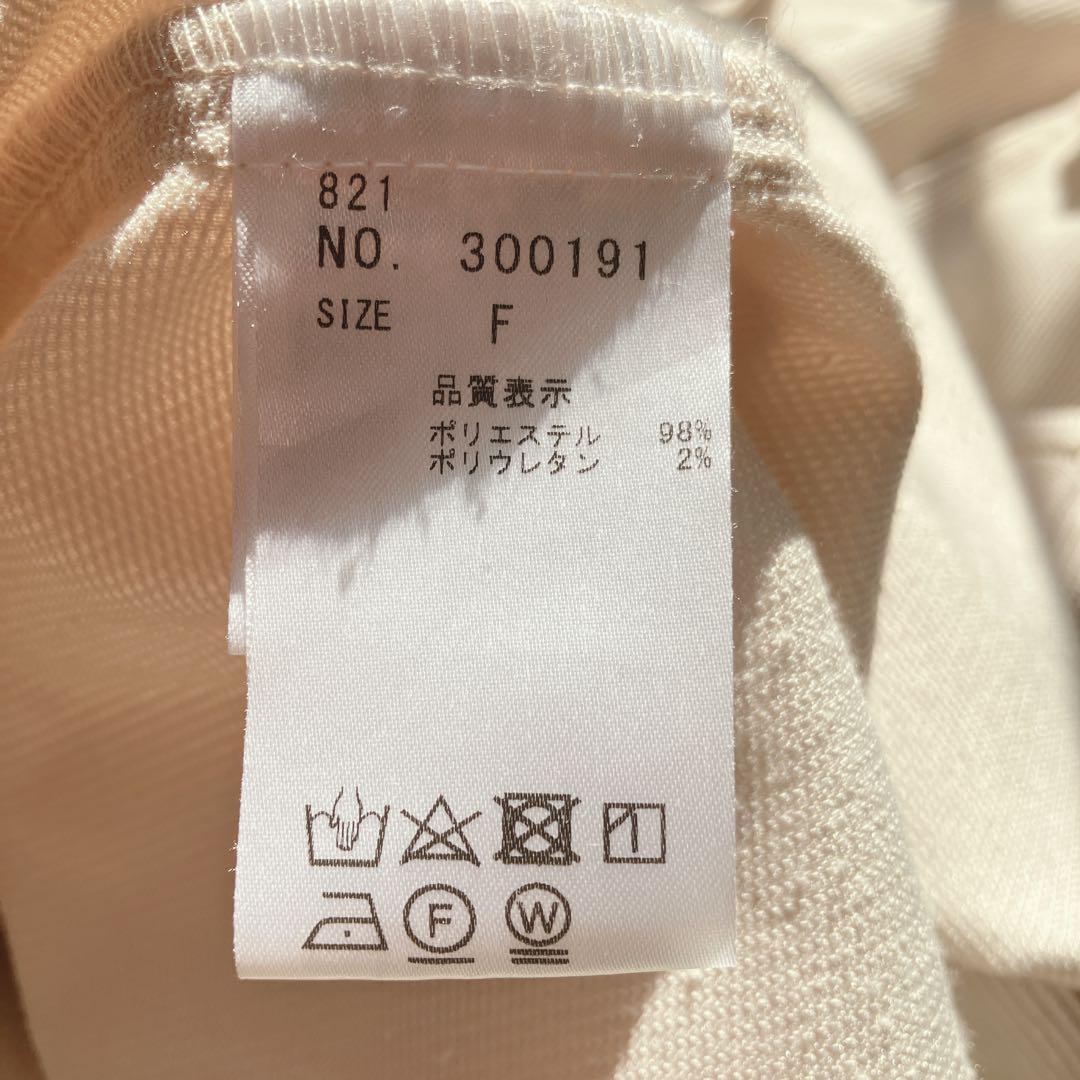 821
NO. 300191
SIZE F
品質表示
ポリエステル 98%
ポリウレタン 2%
F W